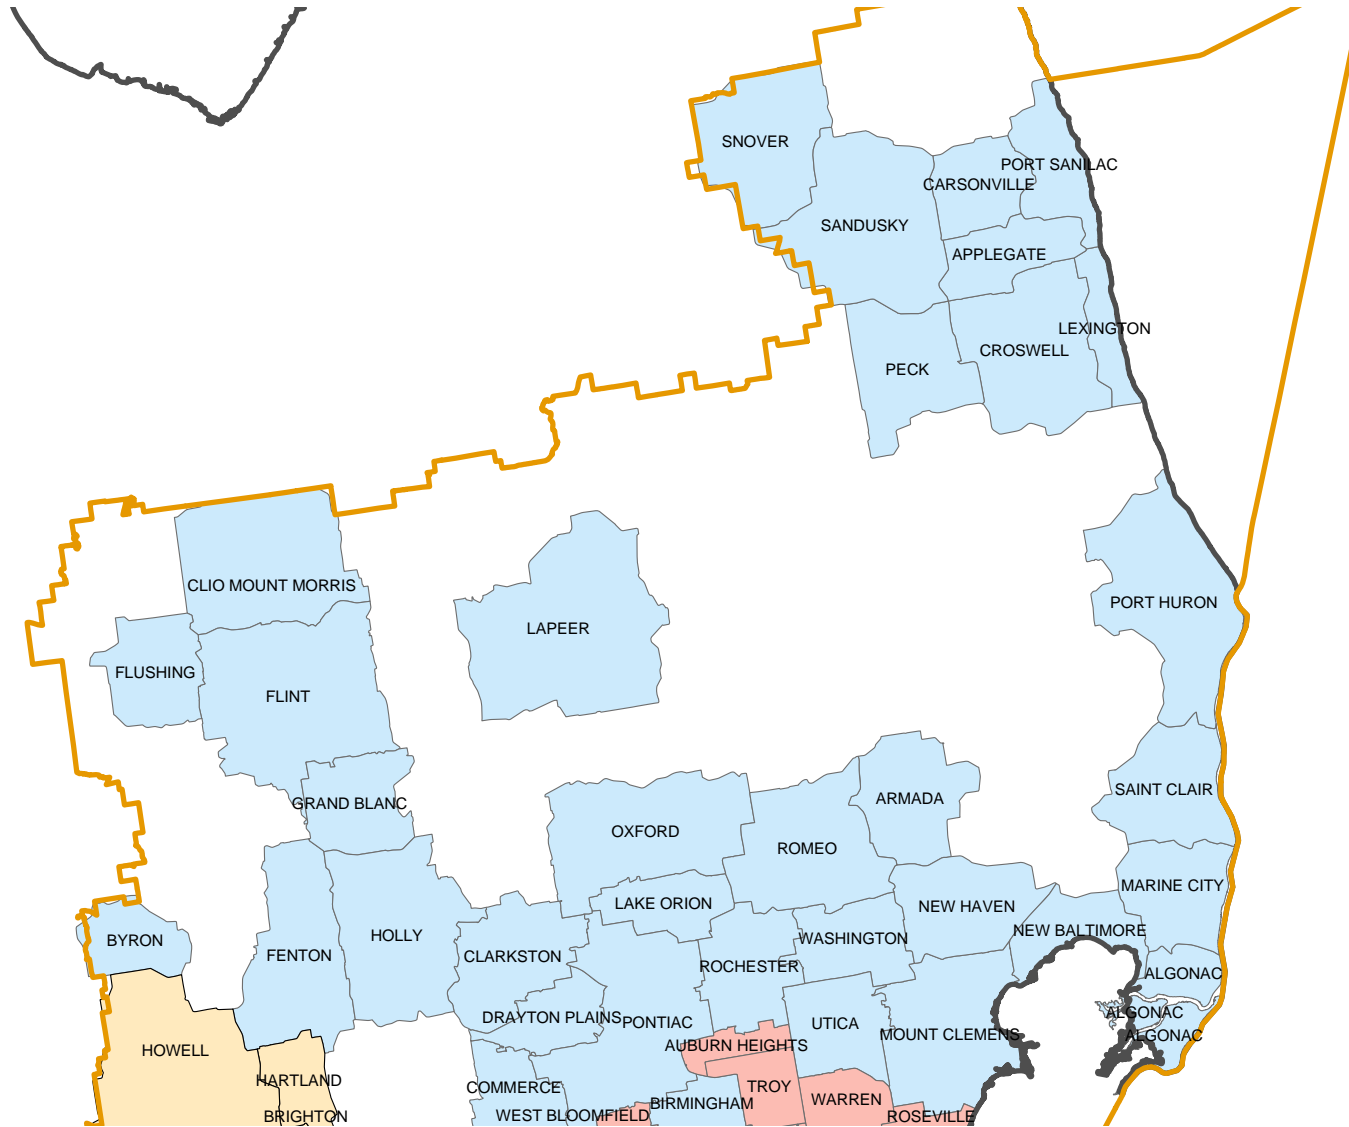 SNOVER
PORT SANILAC
CARSONVILLE
SANDUSKY
APPLEGATE
LEXINGTON
CROSWELL
PECK
CLIO MOUNT MORRIS
PORT HURON
LAPEER
FLUSHING
FLINT
SAINT CLAIR
ARMADA
GRAND BLANC
OXFORD
ROMEO
MARINE CITY
LAKE ORION
NEW HAVEN
NEW BALTIMORE
HOLLY
WASHINGTON
BYRON
FENTON
CLARKSTON
ROCHESTER
ALGONAC
ALGONAC
DRAYTON PLAINS
PONTIAC
UTICA
MOUNT CLEMENS
ALGONAC
AUBURN HEIGHTS
HOWELL
HARTLAND
COMMERCE
TROY
WARREN
BIRMINGHAM
BRIGHTON
WEST BLOOMFIELD
ROSEVILLE